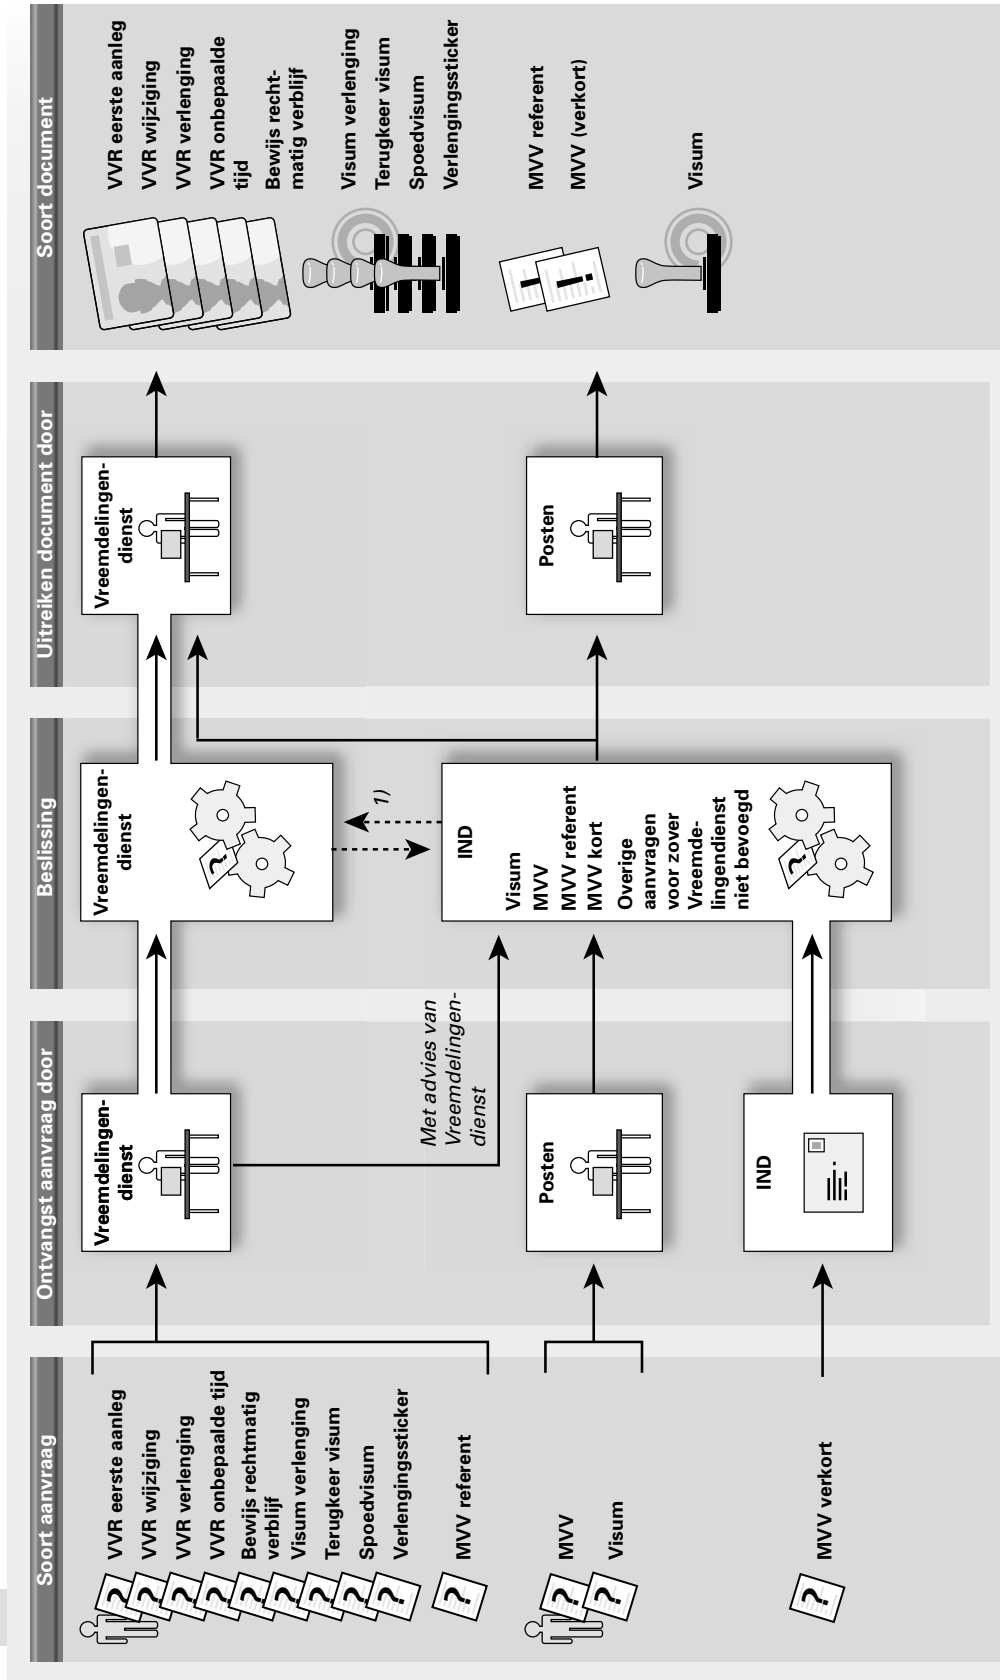 Soort aanvraag
VVR eerste aanleg
VVR wijziging
VVR verlenging
VVR onbepaalde tijd
Bewijs rechtmatig
verblijf
Visum verlenging
Terugkeer visum
Spoedvisum
Verlengingssticker
MVV referent
MVV
Visum
MVV verkort
Ontvangst aanvraag door
Vreemdelingen-
dienst
Met advies van
Vreemdelingen-
dienst
Posten
IND
Beslissing
Vreemdelingen-
dienst
1)
IND
Visum
MVV
MVV referent
MVV kort
Overige
aanvragen
voor zover
Vreemde-
lingendienst
niet bevoegd
Uitreiken document door
Vreemdelingen-
dienst
Posten
Soort document
VVR eerste aanleg
VVR wijziging
VVR verlenging
VVR onbepaalde
tijd
Bewijs recht-
matig verblijf
Visum verlenging
Terugkeer visum
Spoedvisum
Verlengingssticker
MVV referent
MVV (verkort)
Visum